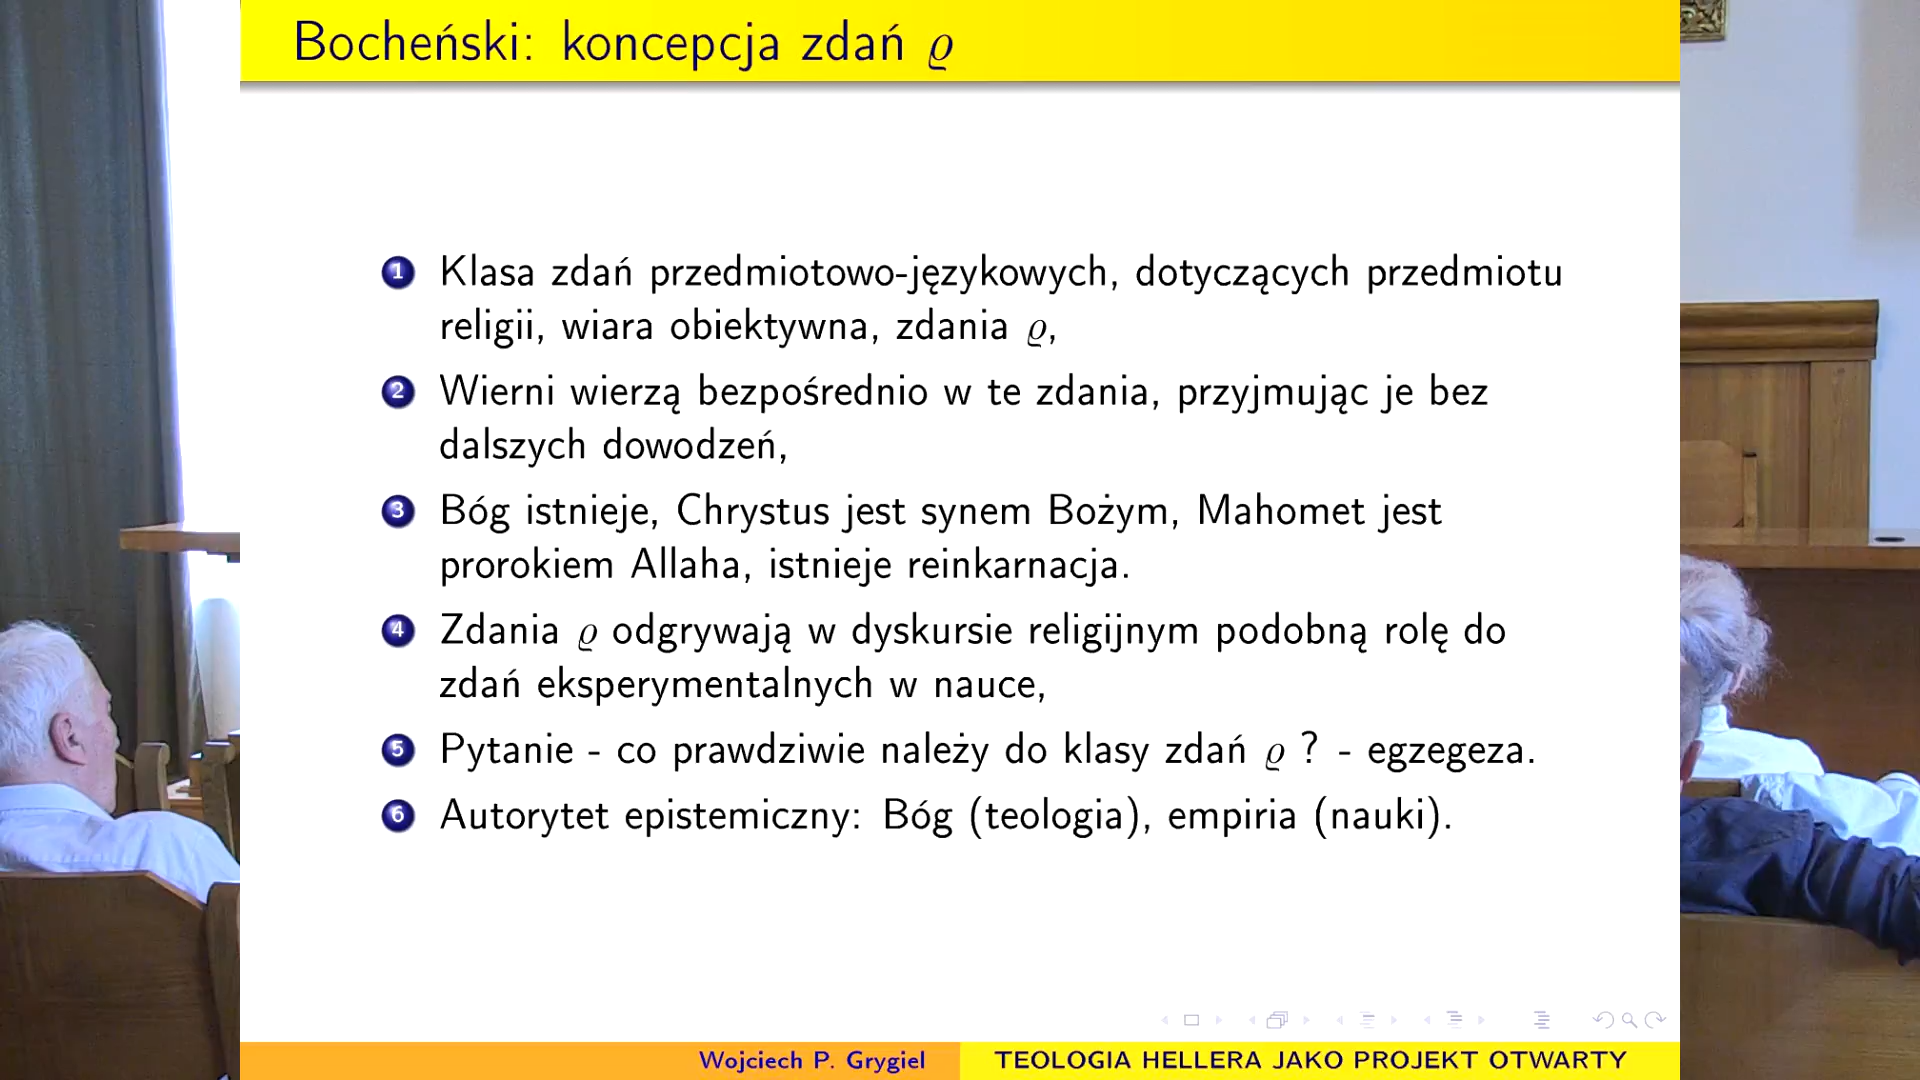 Bocheński: koncepcja zdań ϱ
1 Klasa zdań przedmiotowo-językowych, dotyczących przedmiotu
religii, wiara obiektywna, zdania ϱ,
2 Wierni wierzą bezpośrednio w te zdania, przyjmując je bez
dalszych dowodzeń,
3 Bóg istnieje, Chrystus jest synem Bożym, Mahomet jest
prorokiem Allaha, istnieje reinkarnacja.
4 Zdania ϱ odgrywają w dyskursie religijnym podobną rolę do
zdań eksperymentalnych w nauce,
5 Pytanie - co prawdziwie należy do klasy zdań ϱ ? - egzegeza.
6 Autorytet epistemiczny: Bóg (teologia), empiria (nauki).
Wojciech P. Grygiel
TEOLOGIA HELLERA JAKO PROJEKT OTWARTY